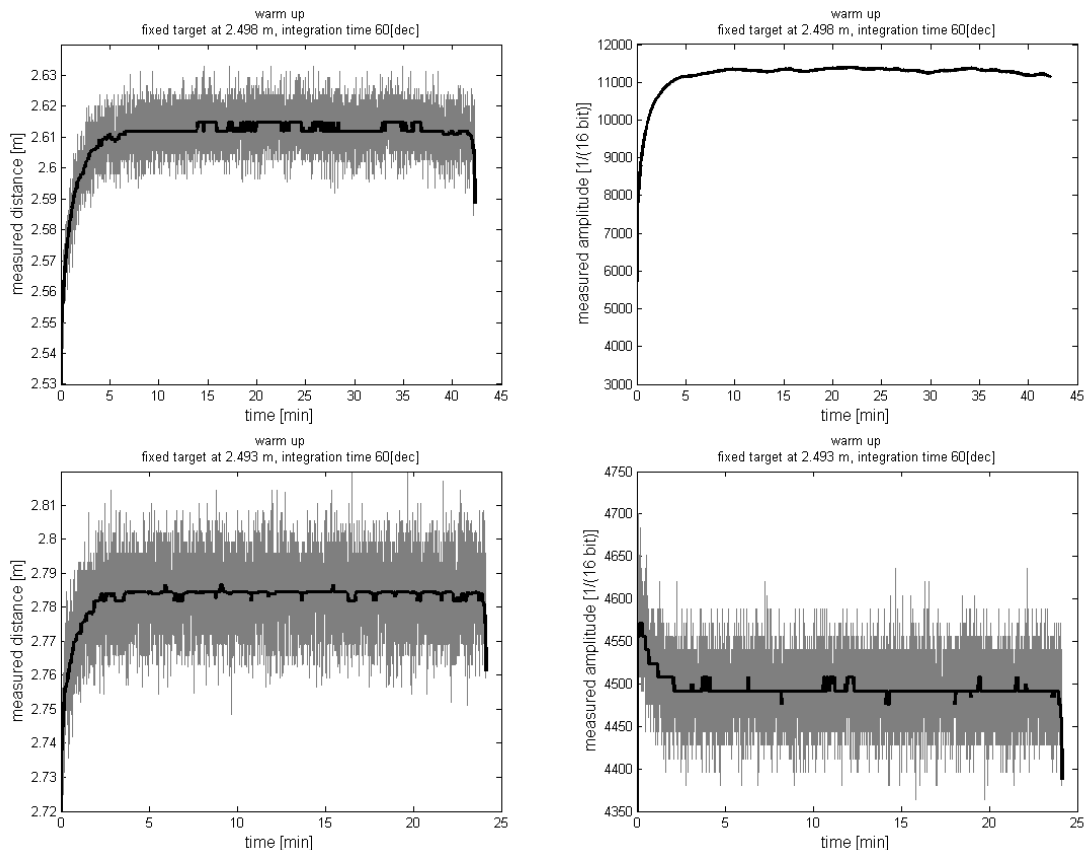 warm up
fixed target at 2.498 m, integration time 60[dec]
measured distance [m]
2.63
2.62
2.61
2.6
2.59
2.58
2.57
2.56
2.55
2.54
2.53
0 5 10 15 20 25 30 35 40 45
time [min]
warm up
fixed target at 2.498 m, integration time 60[dec]
measured amplitude [1/(16 bit)]
12000
11000
10000
9000
8000
7000
6000
5000
4000
3000
0 5 10 15 20 25 30 35 40 45
time [min]
warm up
fixed target at 2.493 m, integration time 60[dec]
measured distance [m]
2.81
2.8
2.79
2.78
2.77
2.76
2.75
2.74
2.73
2.72
0 5 10 15 20 25
time [min]
warm up
fixed target at 2.493 m, integration time 60[dec]
measured amplitude [1/(16 bit)]
4750
4700
4650
4600
4550
4500
4450
4400
4350
0 5 10 15 20 25
time [min]